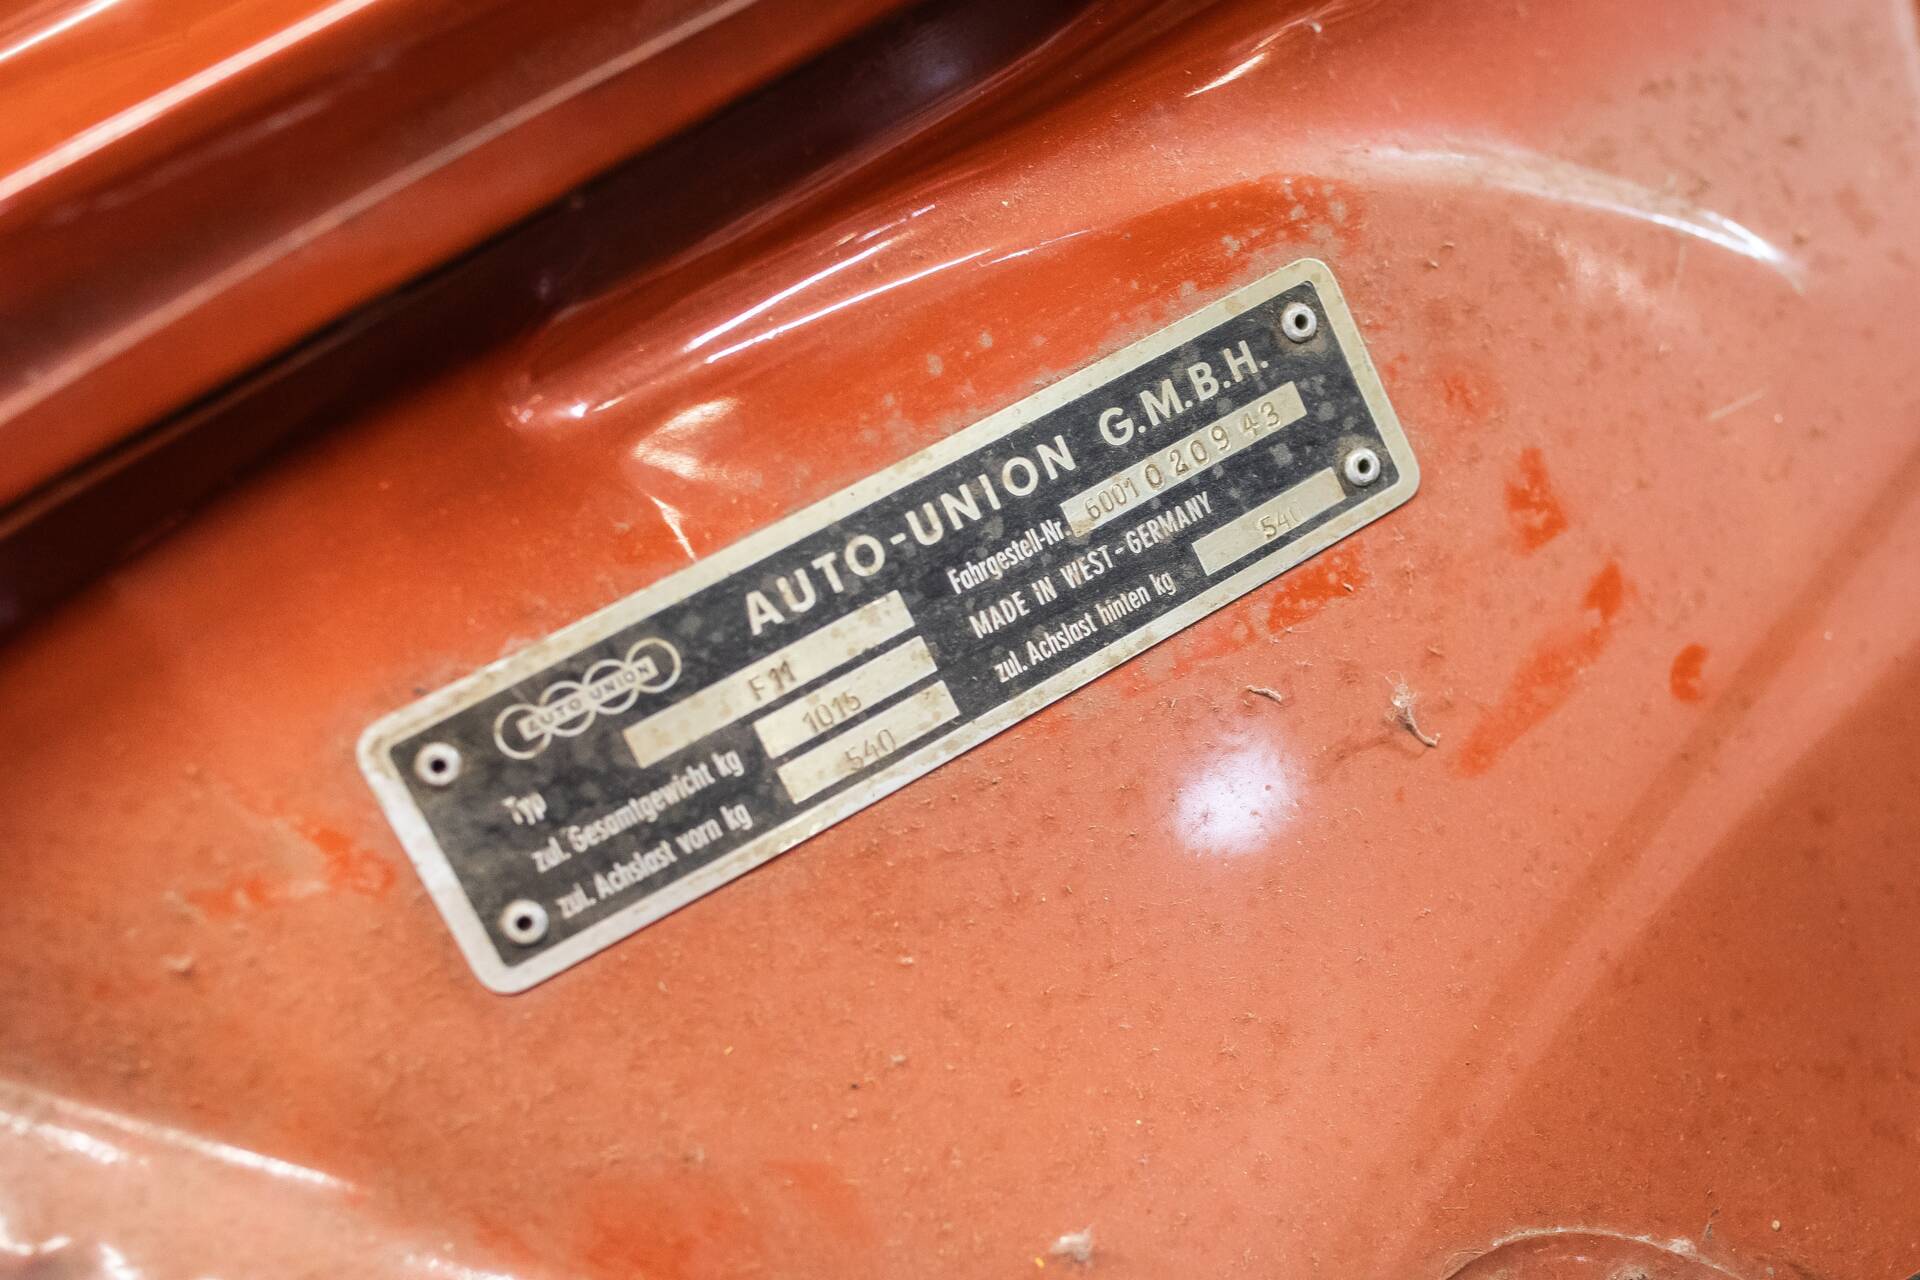 AUTO UNION
AUTO-UNION G.M.B.H.
Typ F11
Fahrgestell-Nr. 6001020943
zul. Gesamtgewicht kg 1015
MADE IN WEST-GERMANY
zul. Achslast vorn kg 540
zul. Achslast hinten kg